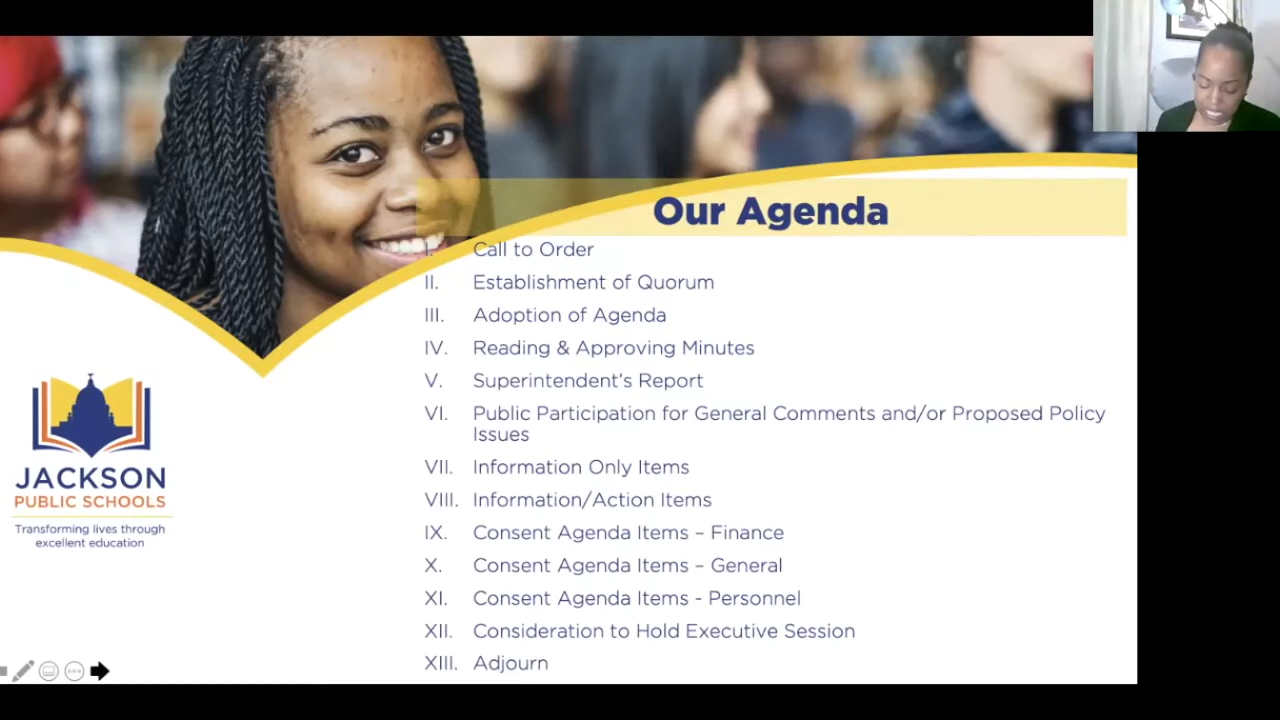 Our Agenda
I. Call to Order
II. Establishment of Quorum
III. Adoption of Agenda
IV. Reading & Approving Minutes
V. Superintendent's Report
VI. Public Participation for General Comments and/or Proposed Policy
Issues
VII. Information Only Items
VIII. Information/Action Items
IX. Consent Agenda Items – Finance
X. Consent Agenda Items – General
XI. Consent Agenda Items - Personnel
XII. Consideration to Hold Executive Session
XIII. Adjourn
JACKSON
PUBLIC SCHOOLS
Transforming lives through
excellent education